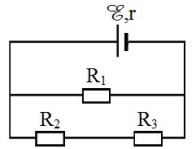 ℰ,r
R₁
R₂ R₃